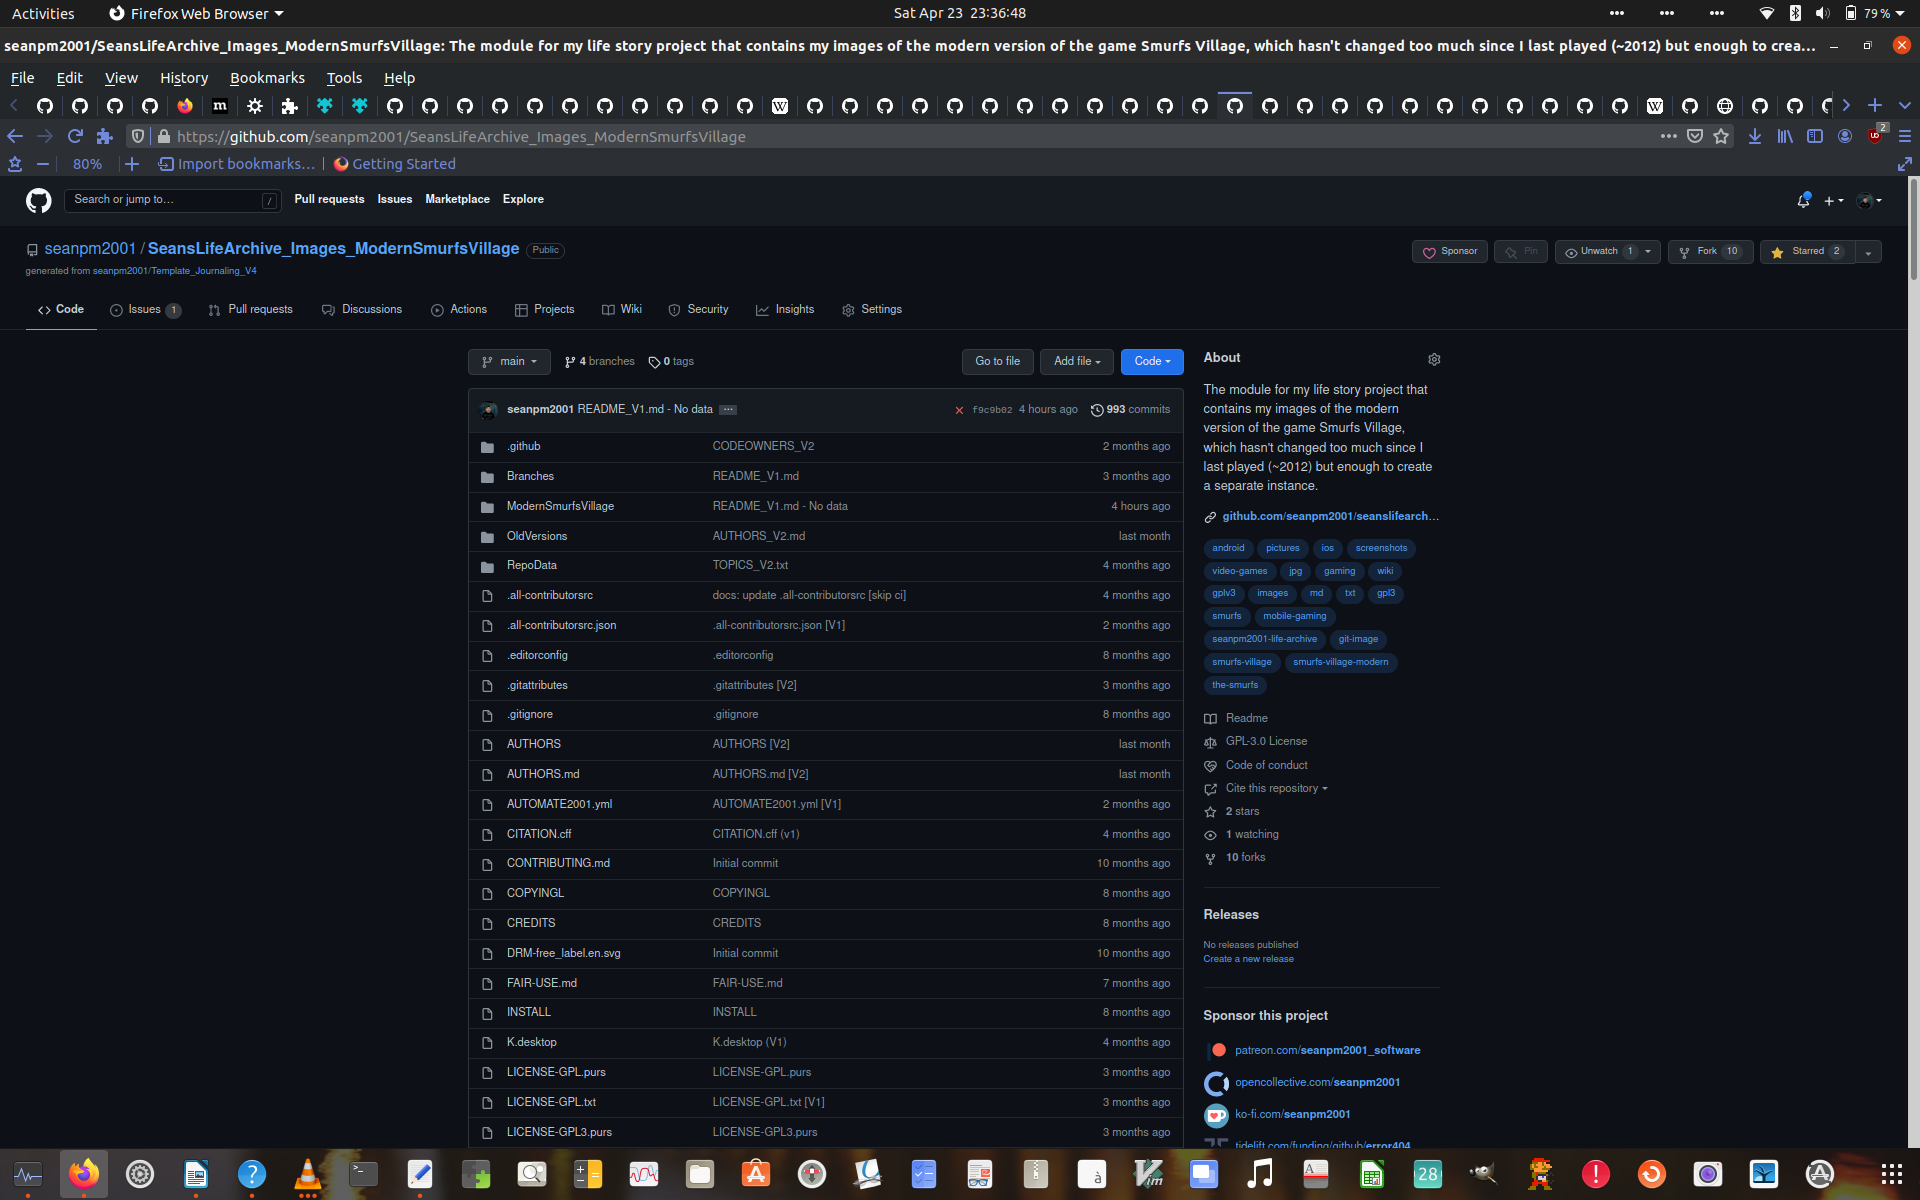 Activities
Firefox Web Browser
Sat Apr 23 23:36:48
79 %
seanpm2001/SeansLifeArchive_Images_ModernSmurfsVillage: The module for my life story project that contains my images of the modern version of the game Smurfs Village, which hasn't changed too much since I last played (~2012) but enough to crea…
File Edit View History Bookmarks Tools Help
https://github.com/seanpm2001/SeansLifeArchive_Images_ModernSmurfsVillage
2
80%
Import bookmarks…
Getting Started
Search or jump to…
/
Pull requests Issues Marketplace Explore
seanpm2001 / SeansLifeArchive_Images_ModernSmurfsVillage Public
generated from seanpm2001/Template_Journaling_V4
Sponsor
Pin
Unwatch 1
Fork 10
Starred 2
Code
Issues 1
Pull requests
Discussions
Actions
Projects
Wiki
Security
Insights
Settings
main
4 branches
0 tags
Go to file
Add file
Code
seanpm2001 README_V1.md - No data
f9c9b02 4 hours ago
993 commits
.github CODEOWNERS_V2 2 months ago
Branches README_V1.md 3 months ago
ModernSmurfsVillage README_V1.md - No data 4 hours ago
OldVersions AUTHORS_V2.md last month
RepoData TOPICS_V2.txt 4 months ago
.all-contributorsrc docs: update .all-contributorsrc [skip ci] 4 months ago
.all-contributorsrc.json .all-contributorsrc.json [V1] 2 months ago
.editorconfig .editorconfig 8 months ago
.gitattributes .gitattributes [V2] 3 months ago
.gitignore .gitignore 8 months ago
AUTHORS AUTHORS [V2] last month
AUTHORS.md AUTHORS.md [V2] last month
AUTOMATE2001.yml AUTOMATE2001.yml [V1] 2 months ago
CITATION.cff CITATION.cff (v1) 4 months ago
CONTRIBUTING.md Initial commit 10 months ago
COPYINGL COPYINGL 8 months ago
CREDITS CREDITS 8 months ago
DRM-free_label.en.svg Initial commit 10 months ago
FAIR-USE.md FAIR-USE.md 7 months ago
INSTALL INSTALL 8 months ago
K.desktop K.desktop (V1) 4 months ago
LICENSE-GPL.purs LICENSE-GPL.purs 3 months ago
LICENSE-GPL.txt LICENSE-GPL.txt [V1] 3 months ago
LICENSE-GPL3.purs LICENSE-GPL3.purs 3 months ago
About
The module for my life story project that
contains my images of the modern
version of the game Smurfs Village,
which hasn't changed too much since I
last played (~2012) but enough to create
a separate instance.
github.com/seanpm2001/seanslifearch…
android pictures ios screenshots
video-games jpg gaming wiki
gplv3 images md txt gpl3
smurfs mobile-gaming
seanpm2001-life-archive git-image
smurfs-village smurfs-village-modern
the-smurfs
Readme
GPL-3.0 License
Code of conduct
Cite this repository
2 stars
1 watching
10 forks
Releases
No releases published
Create a new release
Sponsor this project
patreon.com/seanpm2001_software
opencollective.com/seanpm2001
ko-fi.com/seanpm2001
tidelift.com/funding/github/error404
28